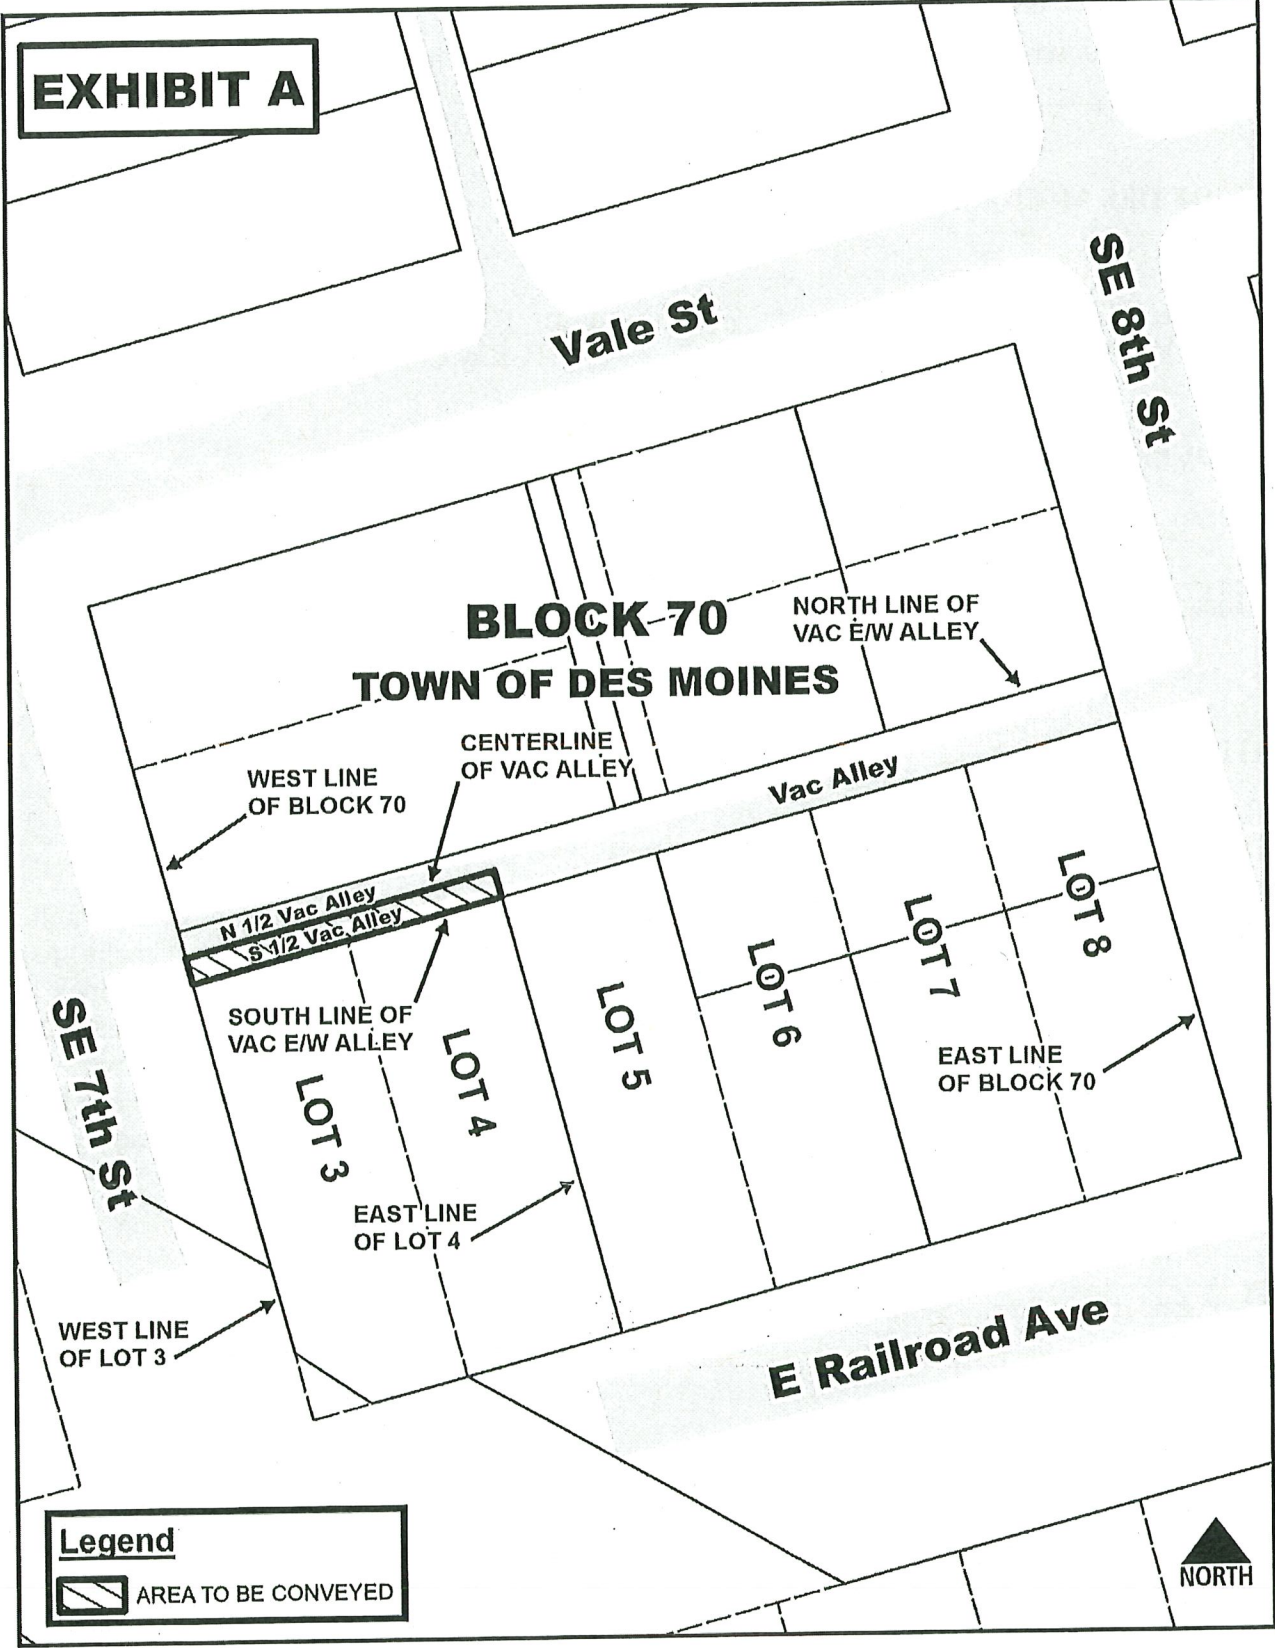 EXHIBIT A
Vale St
SE 8th St
BLOCK 70
TOWN OF DES MOINES
NORTH LINE OF
VAC E/W ALLEY
CENTERLINE
OF VAC ALLEY
WEST LINE
OF BLOCK 70
Vac Alley
N 1/2 Vac Alley
S 1/2 Vac Alley
SOUTH LINE OF
VAC E/W ALLEY
SE 7th St
LOT 3
LOT 4
LOT 5
LOT 6
LOT 7
LOT 8
EAST LINE
OF BLOCK 70
EAST LINE
OF LOT 4
WEST LINE
OF LOT 3
E Railroad Ave
Legend
AREA TO BE CONVEYED
NORTH